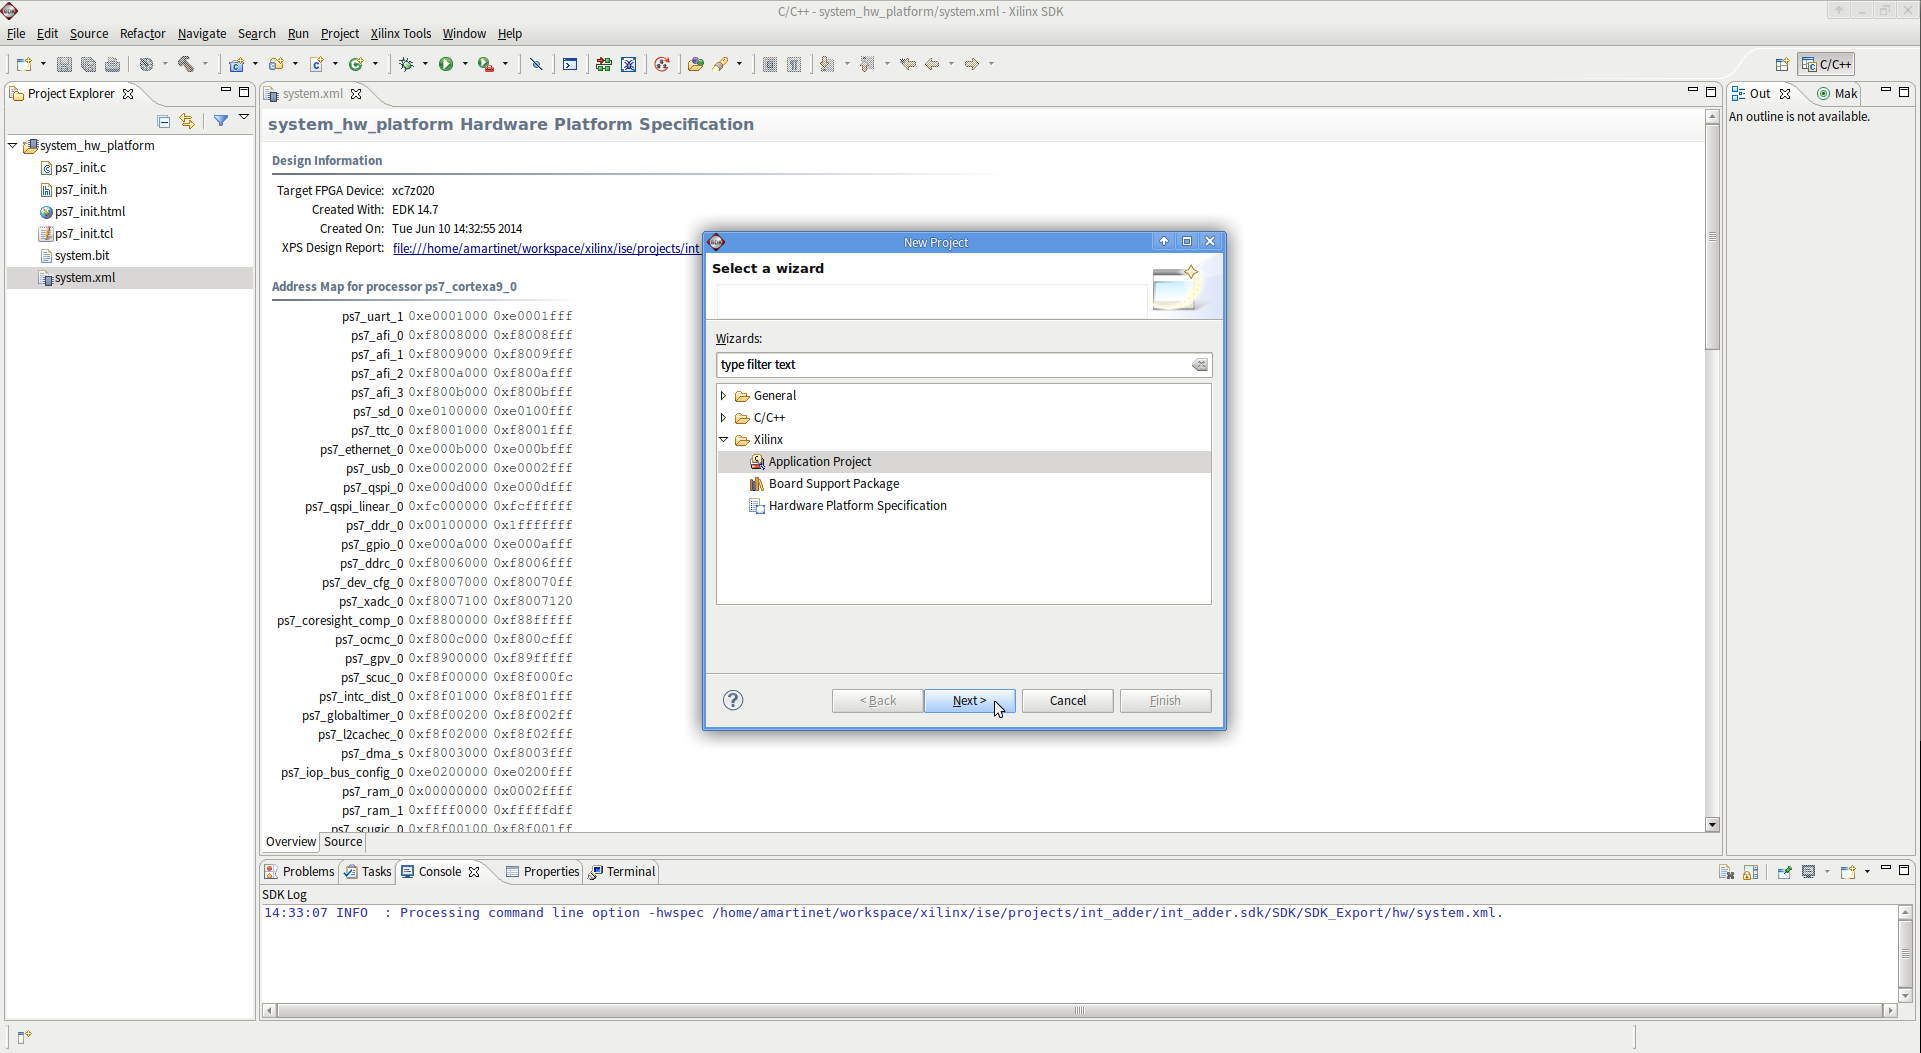 C/C++ - system_hw_platform/system.xml - Xilinx SDK
File Edit Source Refactor Navigate Search Run Project Xilinx Tools Window Help
C/C++
Project Explorer
system_hw_platform
ps7_init.c
ps7_init.h
ps7_init.html
ps7_init.tcl
system.bit
system.xml
system.xml
system_hw_platform Hardware Platform Specification
Design Information
Target FPGA Device: xc7z020
Created With: EDK 14.7
Created On: Tue Jun 10 14:32:55 2014
XPS Design Report: file:///home/amartinet/workspace/xilinx/ise/projects/int
Address Map for processor ps7_cortexa9_0
ps7_uart_1 0xe0001000 0xe0001fff
ps7_afi_0 0xf8008000 0xf8008fff
ps7_afi_1 0xf8009000 0xf8009fff
ps7_afi_2 0xf800a000 0xf800afff
ps7_afi_3 0xf800b000 0xf800bfff
ps7_sd_0 0xe0100000 0xe0100fff
ps7_ttc_0 0xf8001000 0xf8001fff
ps7_ethernet_0 0xe000b000 0xe000bfff
ps7_usb_0 0xe0002000 0xe0002fff
ps7_qspi_0 0xe000d000 0xe000dfff
ps7_qspi_linear_0 0xfc000000 0xfcffffff
ps7_ddr_0 0x00100000 0x1fffffff
ps7_gpio_0 0xe000a000 0xe000afff
ps7_ddrc_0 0xf8006000 0xf8006fff
ps7_dev_cfg_0 0xf8007000 0xf80070ff
ps7_xadc_0 0xf8007100 0xf8007120
ps7_coresight_comp_0 0xf8800000 0xf88fffff
ps7_ocmc_0 0xf800c000 0xf800cfff
ps7_gpv_0 0xf8900000 0xf89fffff
ps7_scuc_0 0xf8f00000 0xf8f000fc
ps7_intc_dist_0 0xf8f01000 0xf8f01fff
ps7_globaltimer_0 0xf8f00200 0xf8f002ff
ps7_l2cachec_0 0xf8f02000 0xf8f02fff
ps7_dma_s 0xf8003000 0xf8003fff
ps7_iop_bus_config_0 0xe0200000 0xe0200fff
ps7_ram_0 0x00000000 0x0002ffff
ps7_ram_1 0xffff0000 0xfffffdff
ps7_scugic_0 0xf8f00100 0xf8f001ff
Overview Source
New Project
Select a wizard
Wizards:
type filter text
General
C/C++
Xilinx
Application Project
Board Support Package
Hardware Platform Specification
< Back Next > Cancel Finish
Out Mak
An outline is not available.
Problems Tasks Console Properties Terminal
SDK Log
14:33:07 INFO : Processing command line option -hwspec /home/amartinet/workspace/xilinx/ise/projects/int_adder/int_adder.sdk/SDK/SDK_Export/hw/system.xml.